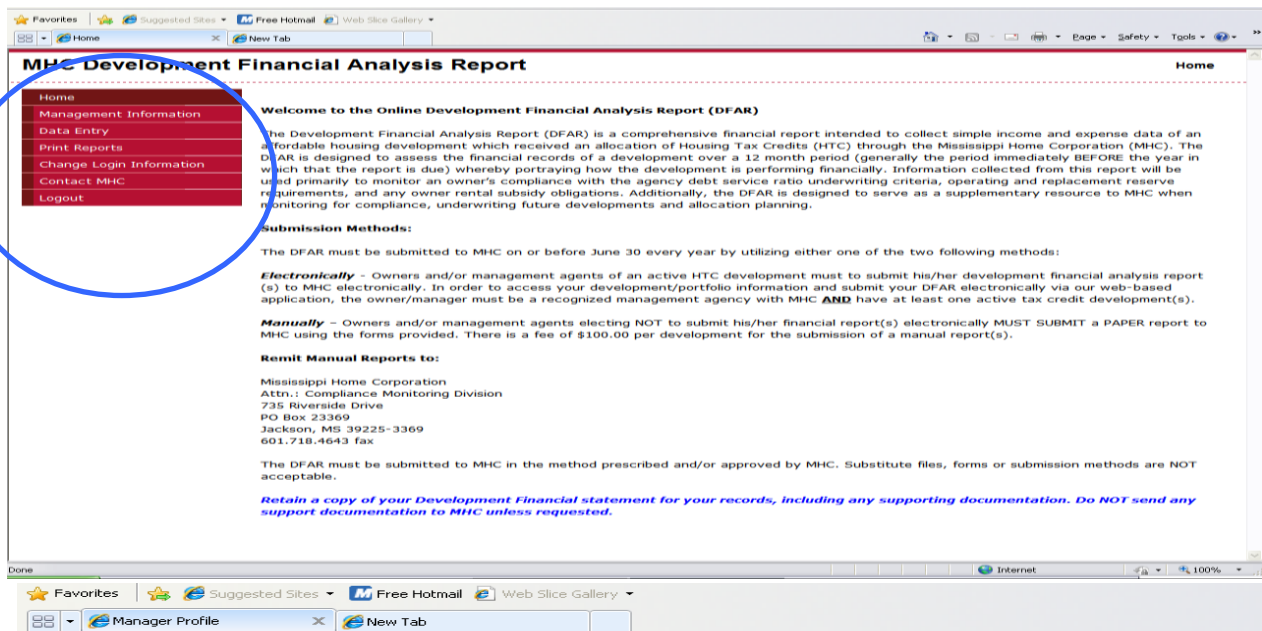 Favorites Suggested Sites Free Hotmail Web Slice Gallery
Home New Tab Page Safety Tools
MHC Development Financial Analysis Report Home
Home
Management Information
Data Entry
Print Reports
Change Login Information
Contact MHC
Logout
Welcome to the Online Development Financial Analysis Report (DFAR)
The Development Financial Analysis Report (DFAR) is a comprehensive financial report intended to collect simple income and expense data of an
affordable housing development which received an allocation of Housing Tax Credits (HTC) through the Mississippi Home Corporation (MHC). The
DFAR is designed to assess the financial records of a development over a 12 month period (generally the period immediately BEFORE the year in
which that the report is due) whereby portraying how the development is performing financially. Information collected from this report will be
used primarily to monitor an owner's compliance with the agency debt service ratio underwriting criteria, operating and replacement reserve
requirements, and any owner rental subsidy obligations. Additionally, the DFAR is designed to serve as a supplementary resource to MHC when
monitoring for compliance, underwriting future developments and allocation planning.
Submission Methods:
The DFAR must be submitted to MHC on or before June 30 every year by utilizing either one of the two following methods:
Electronically - Owners and/or management agents of an active HTC development must to submit his/her development financial analysis report
(s) to MHC electronically. In order to access your development/portfolio information and submit your DFAR electronically via our web-based
application, the owner/manager must be a recognized management agency with MHC AND have at least one active tax credit development(s).
Manually – Owners and/or management agents electing NOT to submit his/her financial report(s) electronically MUST SUBMIT a PAPER report to
MHC using the forms provided. There is a fee of $100.00 per development for the submission of a manual report(s).
Remit Manual Reports to:
Mississippi Home Corporation
Attn.: Compliance Monitoring Division
735 Riverside Drive
PO Box 23369
Jackson, MS 39225-3369
601.718.4643 fax
The DFAR must be submitted to MHC in the method prescribed and/or approved by MHC. Substitute files, forms or submission methods are NOT
acceptable.
Retain a copy of your Development Financial statement for your records, including any supporting documentation. Do NOT send any
support documentation to MHC unless requested.
Done Internet 100%
Favorites Suggested Sites Free Hotmail Web Slice Gallery
Manager Profile New Tab